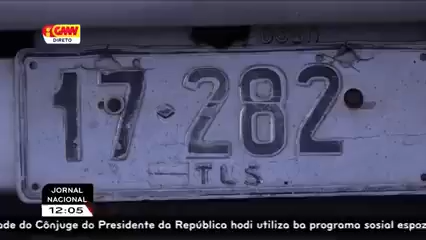 GMN
DIRETO
17·282
TLS
JORNAL
NACIONAL
12:05
ade do Cônjuge do Presidente da República hodi utiliza ba programa sosial espoz